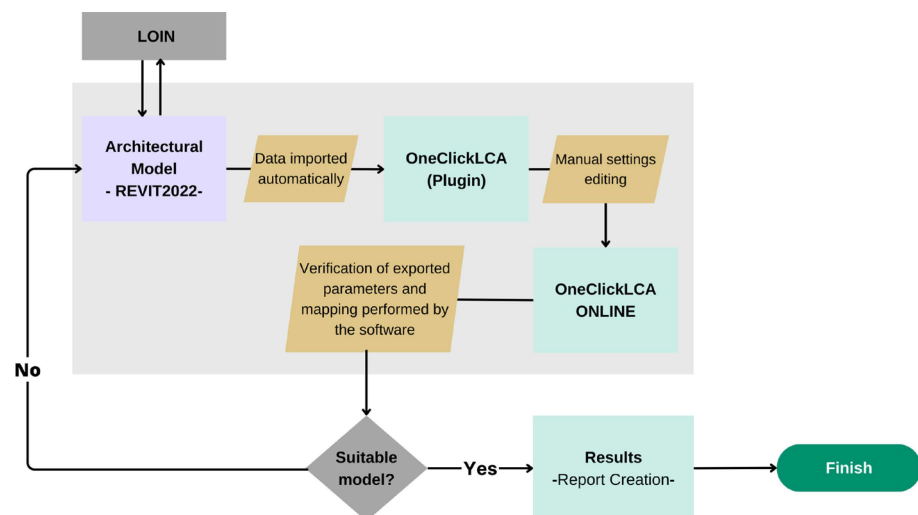 LOIN
Architectural
Model
- REVIT2022-
Data imported
automatically
OneClickLCA
(Plugin)
Manual settings
editing
Verification of exported
parameters and
mapping performed by
the software
OneClickLCA
ONLINE
No
Suitable
model?
Yes
Results
-Report Creation-
Finish